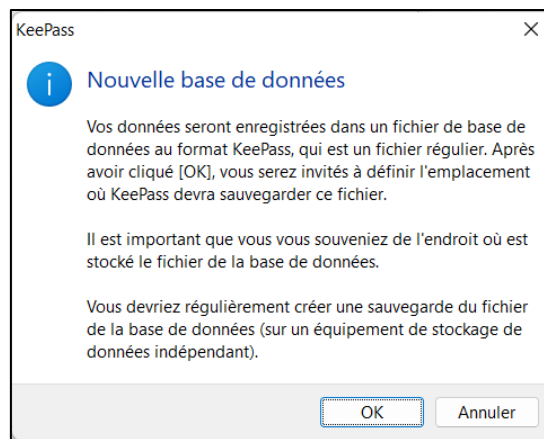 KeePass
Nouvelle base de données
Vos données seront enregistrées dans un fichier de base de
données au format KeePass, qui est un fichier régulier. Après
avoir cliqué [OK], vous serez invités à définir l'emplacement
où KeePass devra sauvegarder ce fichier.
Il est important que vous vous souveniez de l'endroit où est
stocké le fichier de la base de données.
Vous devriez régulièrement créer une sauvegarde du fichier
de la base de données (sur un équipement de stockage de
données indépendant).
OK
Annuler